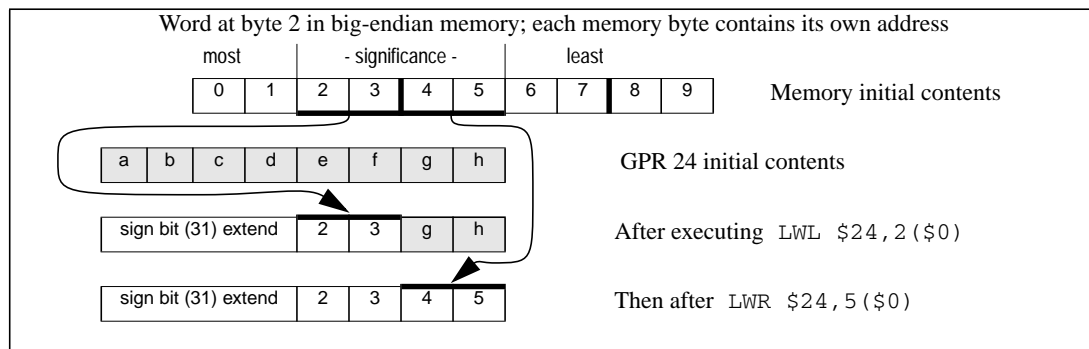 Word at byte 2 in big-endian memory; each memory byte contains its own address
most - significance - least
0 1 2 3 4 5 6 7 8 9 Memory initial contents
a b c d e f g h GPR 24 initial contents
sign bit (31) extend 2 3 g h After executing LWL $24,2($0)
sign bit (31) extend 2 3 4 5 Then after LWR $24,5($0)